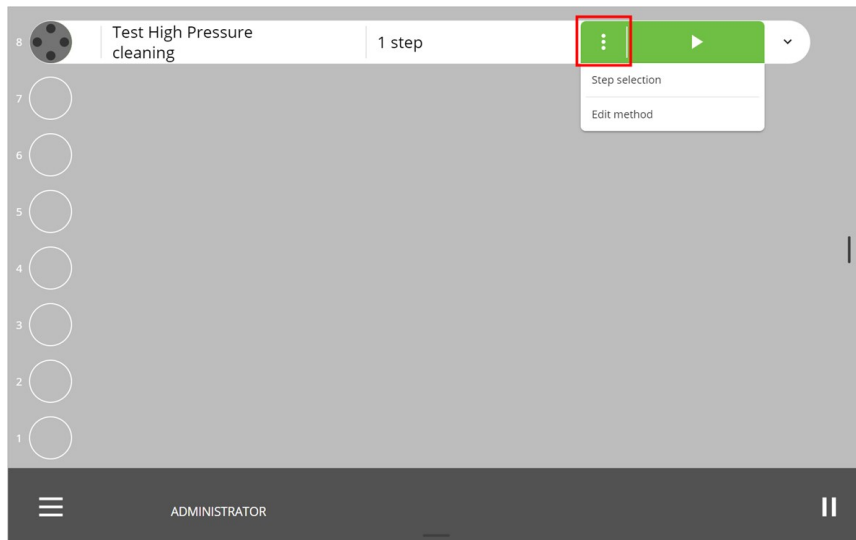 8
Test High Pressure
cleaning
1 step
Step selection
Edit method
7
6
5
4
3
2
1
ADMINISTRATOR